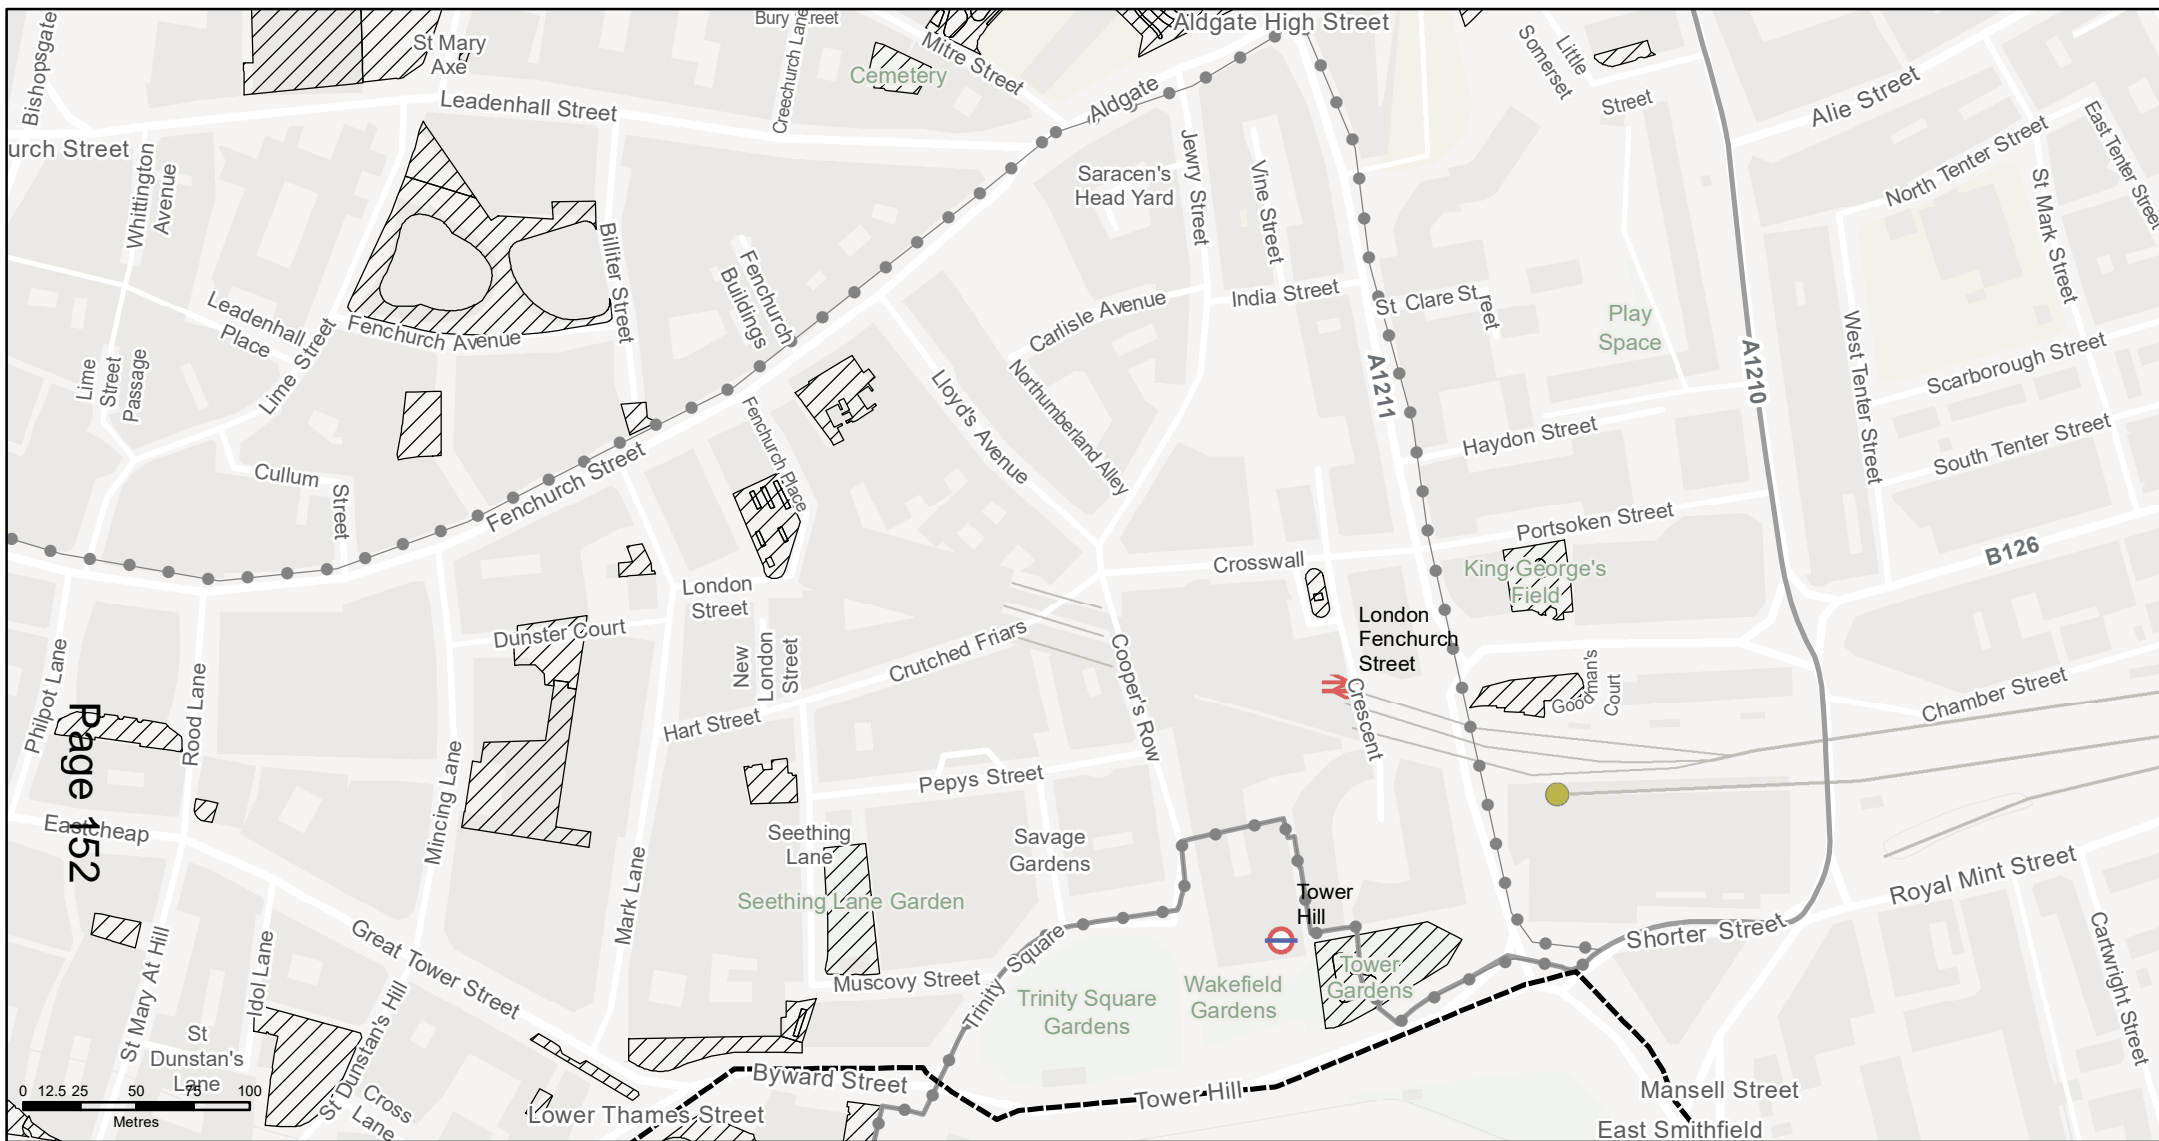 Bishopsgate
St Mary
Axe
Bury Street
Creechurch Lane
Cemetery
Mitre Street
Aldgate High Street
Little
Somerset
Street
Alie Street
East Tenter Street
Leadenhall Street
Aldgate
urch Street
Whittington
Avenue
Saracen's
Head Yard
Jewry Street
Vine Street
North Tenter Street
St Mark Street
Billiter Street
Fenchurch
Buildings
Leadenhall
Place
Lime Street
Fenchurch Avenue
Carlisle Avenue
India Street
St Clare Street
Play
Space
A1211
A1210
West Tenter Street
Scarborough Street
Lime
Street
Passage
Lloyd's Avenue
Northumberland Alley
Fenchurch Place
Haydon Street
South Tenter Street
Cullum
Street
Fenchurch Street
Portsoken Street
B126
Crosswall
King George's
Field
London
Street
London
Fenchurch
Street
Dunster Court
New
London
Street
Crutched Friars
Cooper's Row
Goodman's
Court
Chamber Street
Philpot Lane
Rood Lane
Hart Street
Crescent
Page 152
Mincing Lane
Pepys Street
Eastcheap
Seething
Lane
Savage
Gardens
Mark Lane
Seething Lane Garden
Tower
Hill
Royal Mint Street
Great Tower Street
Shorter Street
Cartwright Street
St Mary At Hill
Idol Lane
Trinity Square
Muscovy Street
Trinity Square
Gardens
Wakefield
Gardens
Tower
Gardens
St
Dunstan's
Lane
St Dunstan's Hill
Cross
Lane
Byward Street
Tower Hill
Lower Thames Street
Mansell Street
East Smithfield
0 12.5 25 50 75 100
Metres